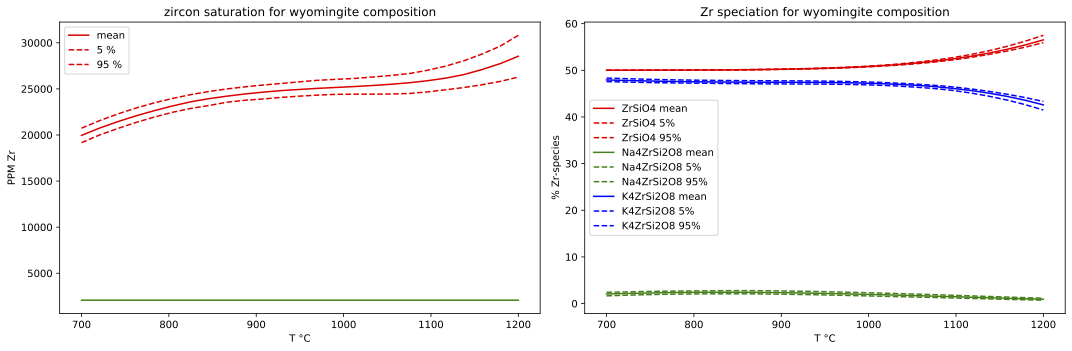 zircon saturation for wyomingite composition
mean
5 %
95 %
30000
25000
20000
15000
10000
5000
PPM Zr
700
800
900
1000
1100
1200
T °C
Zr speciation for wyomingite composition
60
50
40
30
20
10
0
% Zr-species
ZrSiO4 mean
ZrSiO4 5%
ZrSiO4 95%
Na4ZrSi2O8 mean
Na4ZrSi2O8 5%
Na4ZrSi2O8 95%
K4ZrSi2O8 mean
K4ZrSi2O8 5%
K4ZrSi2O8 95%
700
800
900
1000
1100
1200
T °C